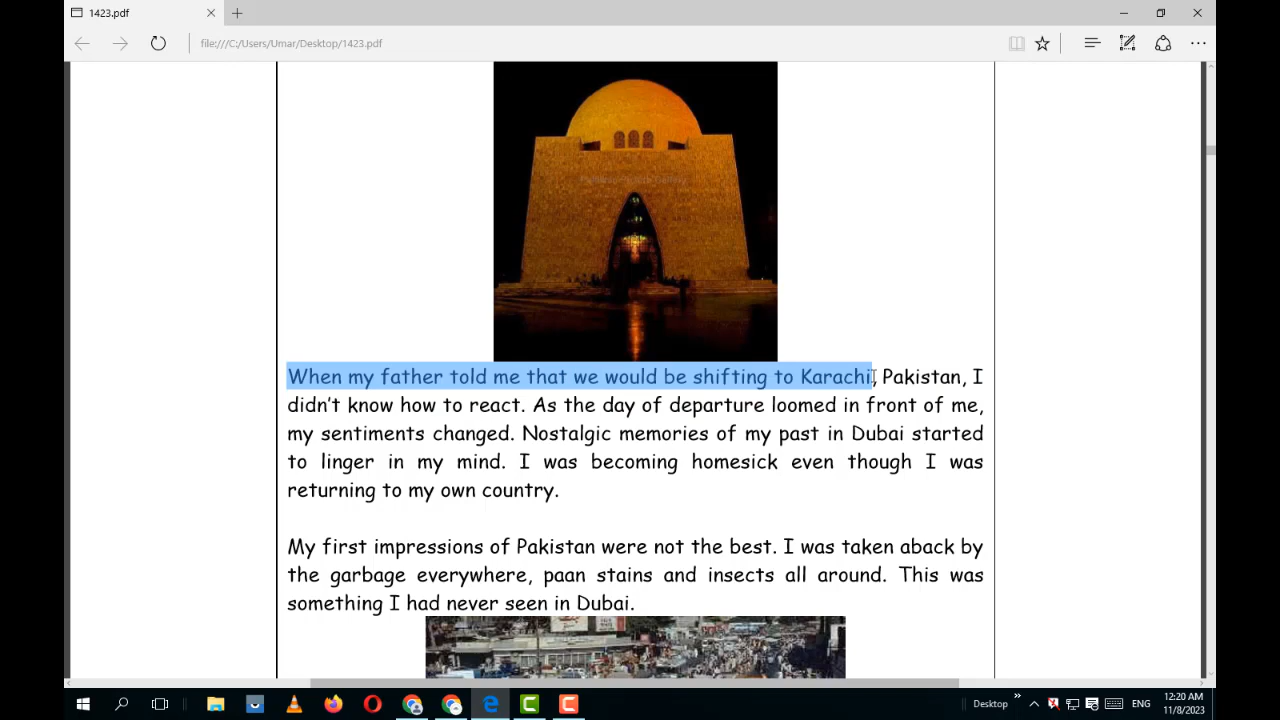 1423.pdf
file:///C:/Users/Umar/Desktop/1423.pdf
When my father told me that we would be shifting to Karachi, Pakistan, I
didn't know how to react. As the day of departure loomed in front of me,
my sentiments changed. Nostalgic memories of my past in Dubai started
to linger in my mind. I was becoming homesick even though I was
returning to my own country.
My first impressions of Pakistan were not the best. I was taken aback by
the garbage everywhere, paan stains and insects all around. This was
something I had never seen in Dubai.
Desktop
ENG
12:20 AM
11/8/2023